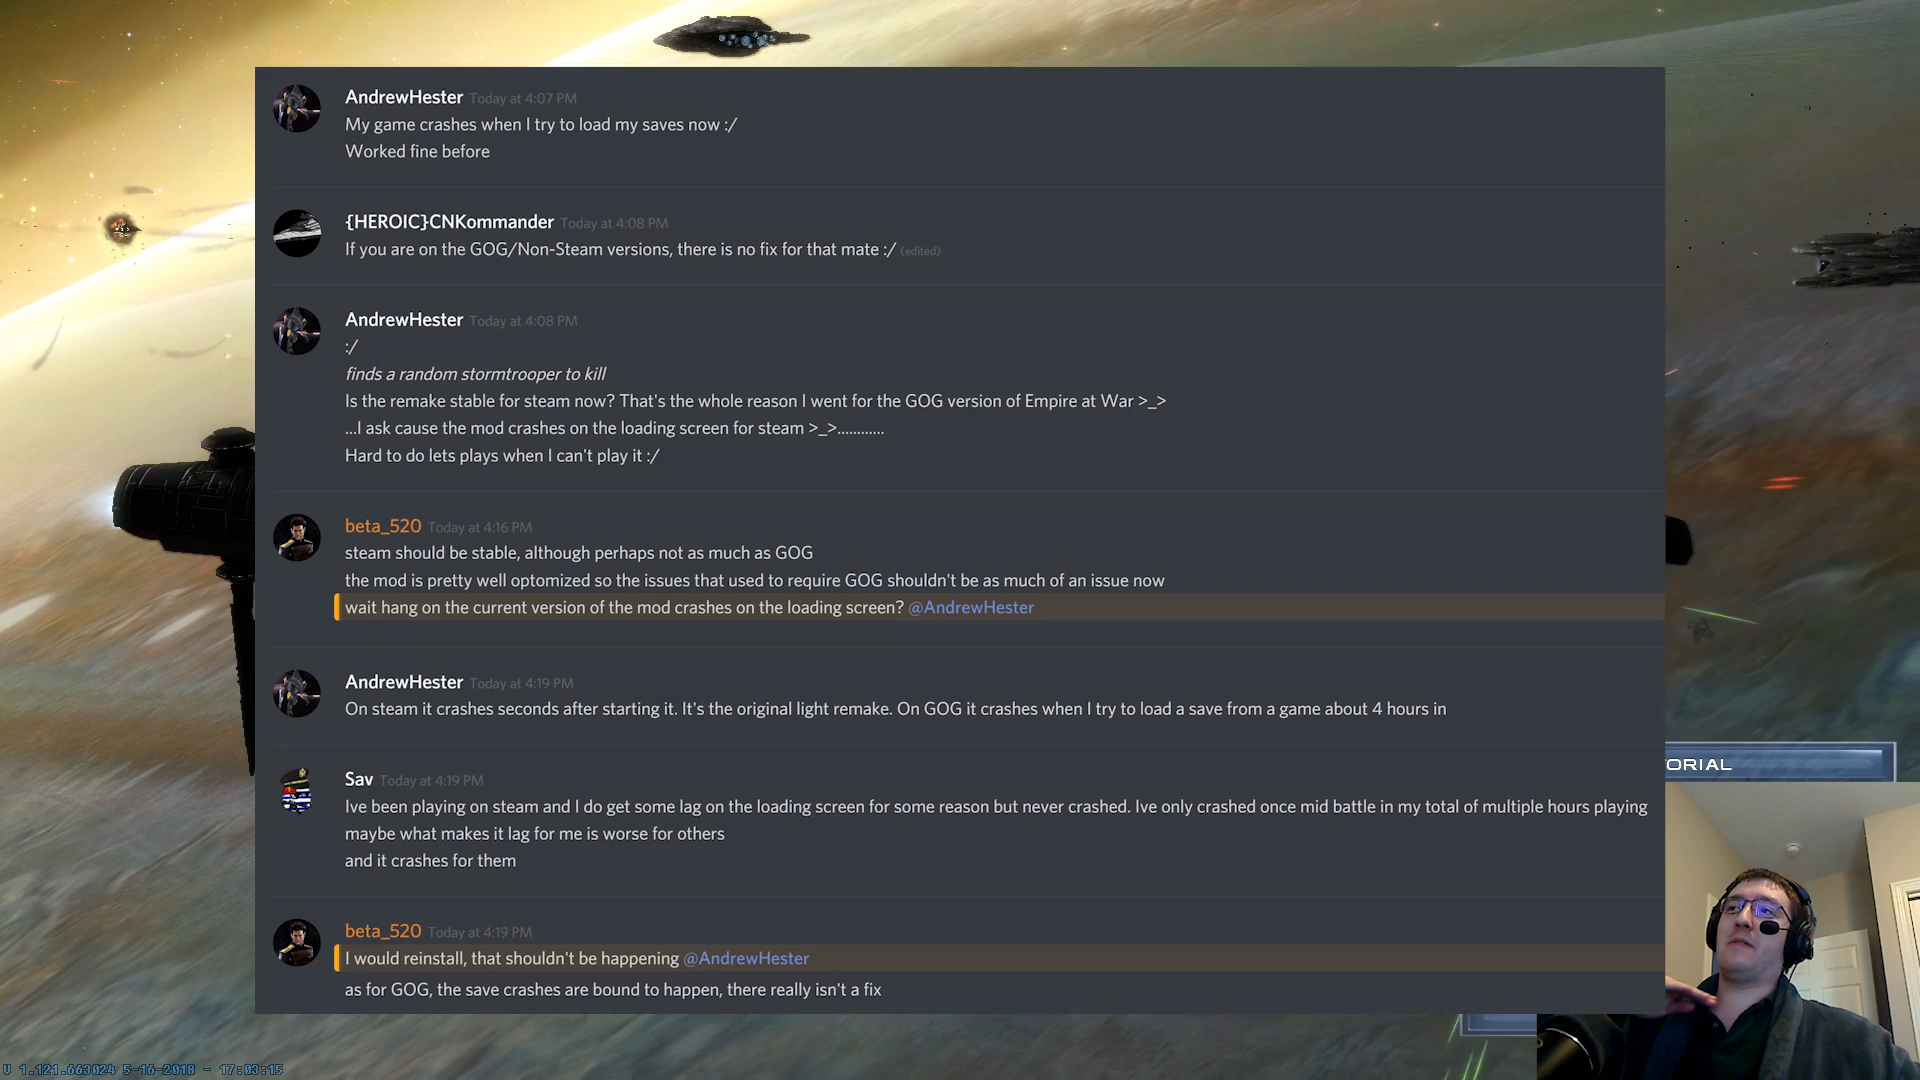 AndrewHester Today at 4:07 PM
My game crashes when I try to load my saves now :/
Worked fine before
{HEROIC}CNKommander Today at 4:08 PM
If you are on the GOG/Non-Steam versions, there is no fix for that mate :/ (edited)
AndrewHester Today at 4:08 PM
:/
finds a random stormtrooper to kill
Is the remake stable for steam now? That's the whole reason I went for the GOG version of Empire at War >_>
...I ask cause the mod crashes on the loading screen for steam >_>............
Hard to do lets plays when I can't play it :/
beta_520 Today at 4:16 PM
steam should be stable, although perhaps not as much as GOG
the mod is pretty well optomized so the issues that used to require GOG shouldn't be as much of an issue now
wait hang on the current version of the mod crashes on the loading screen? @AndrewHester
AndrewHester Today at 4:19 PM
On steam it crashes seconds after starting it. It's the original light remake. On GOG it crashes when I try to load a save from a game about 4 hours in
Sav Today at 4:19 PM
Ive been playing on steam and I do get some lag on the loading screen for some reason but never crashed. Ive only crashed once mid battle in my total of multiple hours playing
maybe what makes it lag for me is worse for others
and it crashes for them
ORIAL
beta_520 Today at 4:19 PM
I would reinstall, that shouldn't be happening @AndrewHester
as for GOG, the save crashes are bound to happen, there really isn't a fix
V 1.121.663024 5-16-2018 - 17:03:15